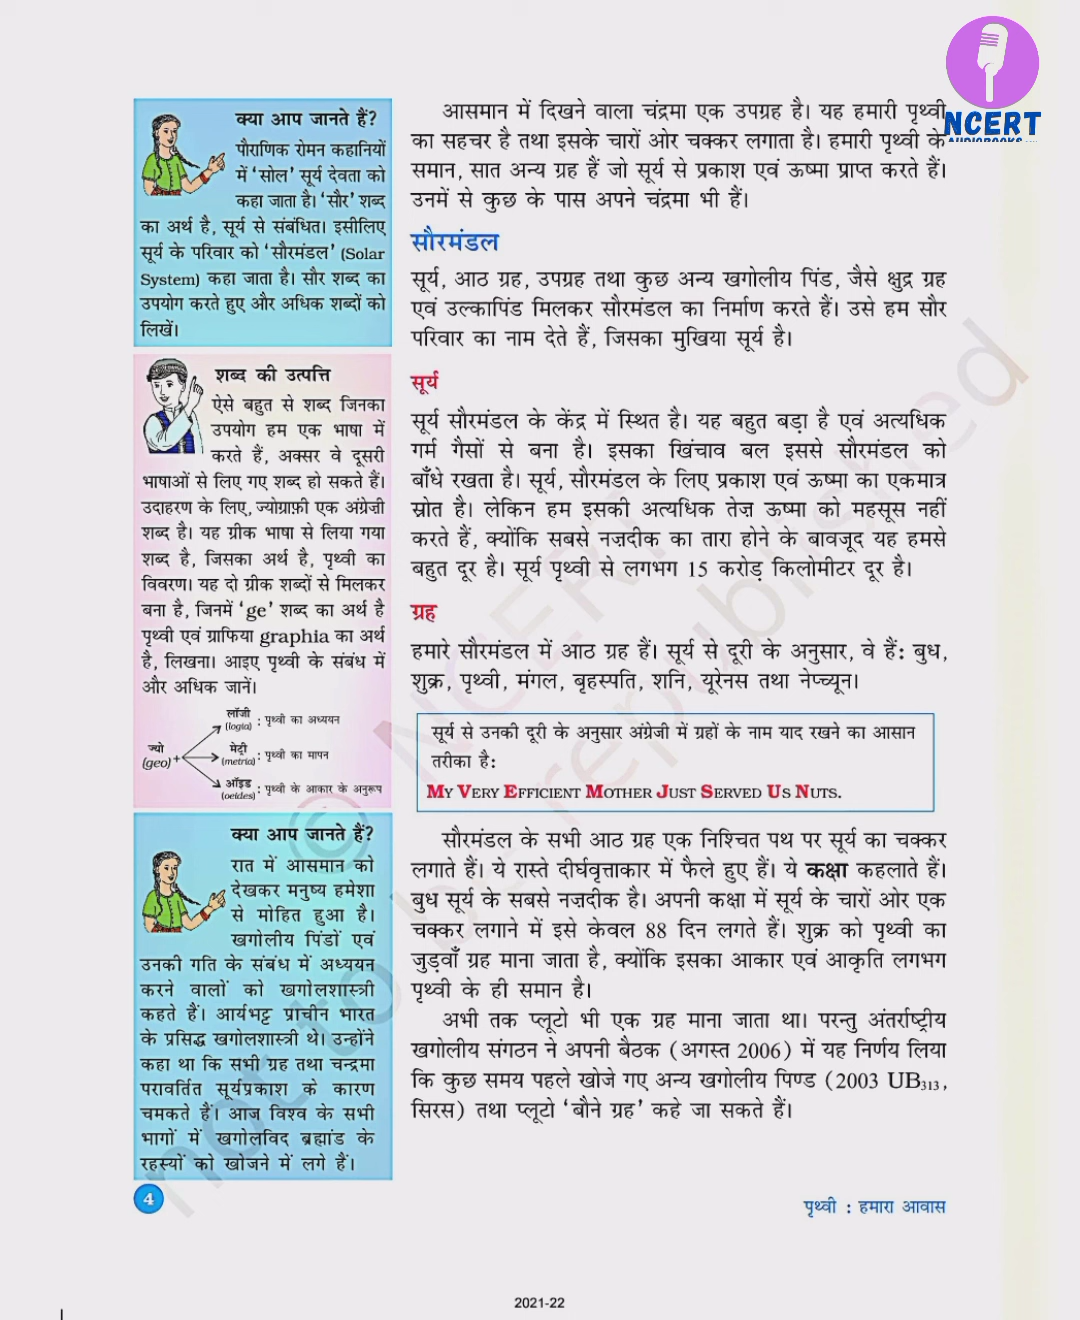 NCERT
AUDIOBOOKS
क्या आप जानते हैं?
पौराणिक रोमन कहानियों
में ‘सोल’ सूर्य देवता को
कहा जाता है। ‘सौर’ शब्द
का अर्थ है, सूर्य से संबंधित। इसीलिए
सूर्य के परिवार को ‘सौरमंडल’ (Solar
System) कहा जाता है। सौर शब्द का
उपयोग करते हुए और अधिक शब्दों को
लिखें।
शब्द की उत्पत्ति
ऐसे बहुत से शब्द जिनका
उपयोग हम एक भाषा में
करते हैं, अक्सर वे दूसरी
भाषाओं से लिए गए शब्द हो सकते हैं।
उदाहरण के लिए, ज्योग्राफ़ी एक अंग्रेज़ी
शब्द है। यह ग्रीक भाषा से लिया गया
शब्द है, जिसका अर्थ है, पृथ्वी का
विवरण। यह दो ग्रीक शब्दों से मिलकर
बना है, जिनमें ‘ge’ शब्द का अर्थ है
पृथ्वी एवं ग्राफिया graphia का अर्थ
है, लिखना। आइए पृथ्वी के संबंध में
और अधिक जानें।
लॉजी
(logia) : पृथ्वी का अध्ययन
ज्यो
(geo) +
मेट्री
(metria) : पृथ्वी का मापन
ऑइड
(oeides) : पृथ्वी के आकार के अनुरूप
क्या आप जानते हैं?
रात में आसमान को
देखकर मनुष्य हमेशा
से मोहित हुआ है।
खगोलीय पिंडों एवं
उनकी गति के संबंध में अध्ययन
करने वालों को खगोलशास्त्री
कहते हैं। आर्यभट्ट प्राचीन भारत
के प्रसिद्ध खगोलशास्त्री थे। उन्होंने
कहा था कि सभी ग्रह तथा चन्द्रमा
परावर्तित सूर्यप्रकाश के कारण
चमकते हैं। आज विश्व के सभी
भागों में खगोलविद ब्रह्मांड के
रहस्यों को खोजने में लगे हैं।
आसमान में दिखने वाला चंद्रमा एक उपग्रह है। यह हमारी पृथ्वी
का सहचर है तथा इसके चारों ओर चक्कर लगाता है। हमारी पृथ्वी के
समान, सात अन्य ग्रह हैं जो सूर्य से प्रकाश एवं ऊष्मा प्राप्त करते हैं।
उनमें से कुछ के पास अपने चंद्रमा भी हैं।
सौरमंडल
सूर्य, आठ ग्रह, उपग्रह तथा कुछ अन्य खगोलीय पिंड, जैसे क्षुद्र ग्रह
एवं उल्कापिंड मिलकर सौरमंडल का निर्माण करते हैं। उसे हम सौर
परिवार का नाम देते हैं, जिसका मुखिया सूर्य है।
सूर्य
सूर्य सौरमंडल के केंद्र में स्थित है। यह बहुत बड़ा है एवं अत्यधिक
गर्म गैसों से बना है। इसका खिंचाव बल इससे सौरमंडल को
बाँधे रखता है। सूर्य, सौरमंडल के लिए प्रकाश एवं ऊष्मा का एकमात्र
स्रोत है। लेकिन हम इसकी अत्यधिक तेज़ ऊष्मा को महसूस नहीं
करते हैं, क्योंकि सबसे नज़दीक का तारा होने के बावजूद यह हमसे
बहुत दूर है। सूर्य पृथ्वी से लगभग 15 करोड़ किलोमीटर दूर है।
ग्रह
हमारे सौरमंडल में आठ ग्रह हैं। सूर्य से दूरी के अनुसार, वे हैं: बुध,
शुक्र, पृथ्वी, मंगल, बृहस्पति, शनि, यूरेनस तथा नेप्च्यून।
सूर्य से उनकी दूरी के अनुसार अंग्रेजी में ग्रहों के नाम याद रखने का आसान
तरीका है:
MY VERY EFFICIENT MOTHER JUST SERVED US NUTS.
सौरमंडल के सभी आठ ग्रह एक निश्चित पथ पर सूर्य का चक्कर
लगाते हैं। ये रास्ते दीर्घवृत्ताकार में फैले हुए हैं। ये कक्षा कहलाते हैं।
बुध सूर्य के सबसे नज़दीक है। अपनी कक्षा में सूर्य के चारों ओर एक
चक्कर लगाने में इसे केवल 88 दिन लगते हैं। शुक्र को पृथ्वी का
जुड़वाँ ग्रह माना जाता है, क्योंकि इसका आकार एवं आकृति लगभग
पृथ्वी के ही समान है।
अभी तक प्लूटो भी एक ग्रह माना जाता था। परन्तु अंतर्राष्ट्रीय
खगोलीय संगठन ने अपनी बैठक (अगस्त 2006) में यह निर्णय लिया
कि कुछ समय पहले खोजे गए अन्य खगोलीय पिण्ड (2003 UB₃₁₃,
सिरस) तथा प्लूटो ‘बौने ग्रह’ कहे जा सकते हैं।
© NCERT
not to be republished
4
पृथ्वी : हमारा आवास
2021-22